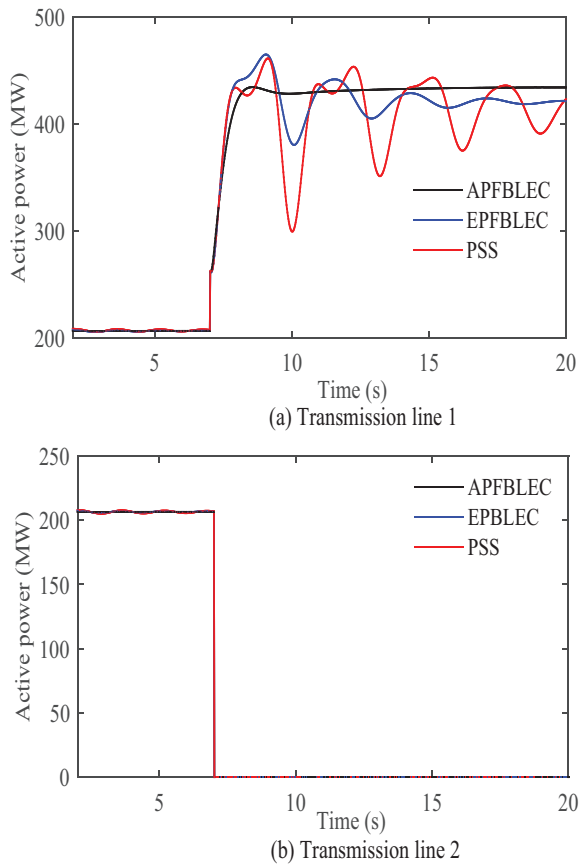 500
400
300
200
Active power (MW)
APFBLEC
EPFBLEC
PSS
5 10 15 20
Time (s)
(a) Transmission line 1
250
200
150
100
50
0
Active power (MW)
APFBLEC
EPBLEC
PSS
5 10 15 20
Time (s)
(b) Transmission line 2